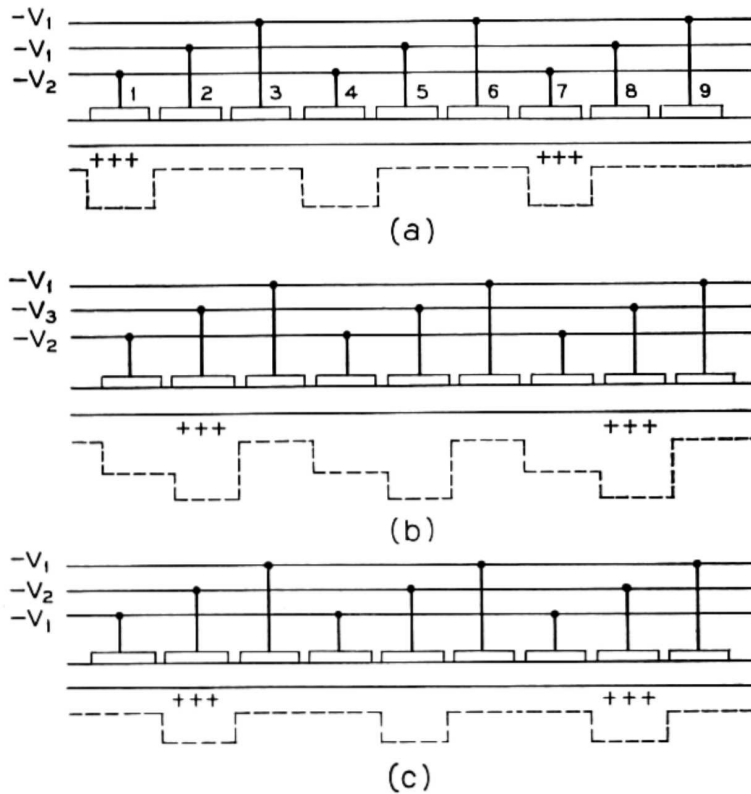 -V₁
-V₁
-V₂
1 2 3 4 5 6 7 8 9
+++ +++
(a)
-V₁
-V₃
-V₂
+++ +++
(b)
-V₁
-V₂
-V₁
+++ +++
(c)